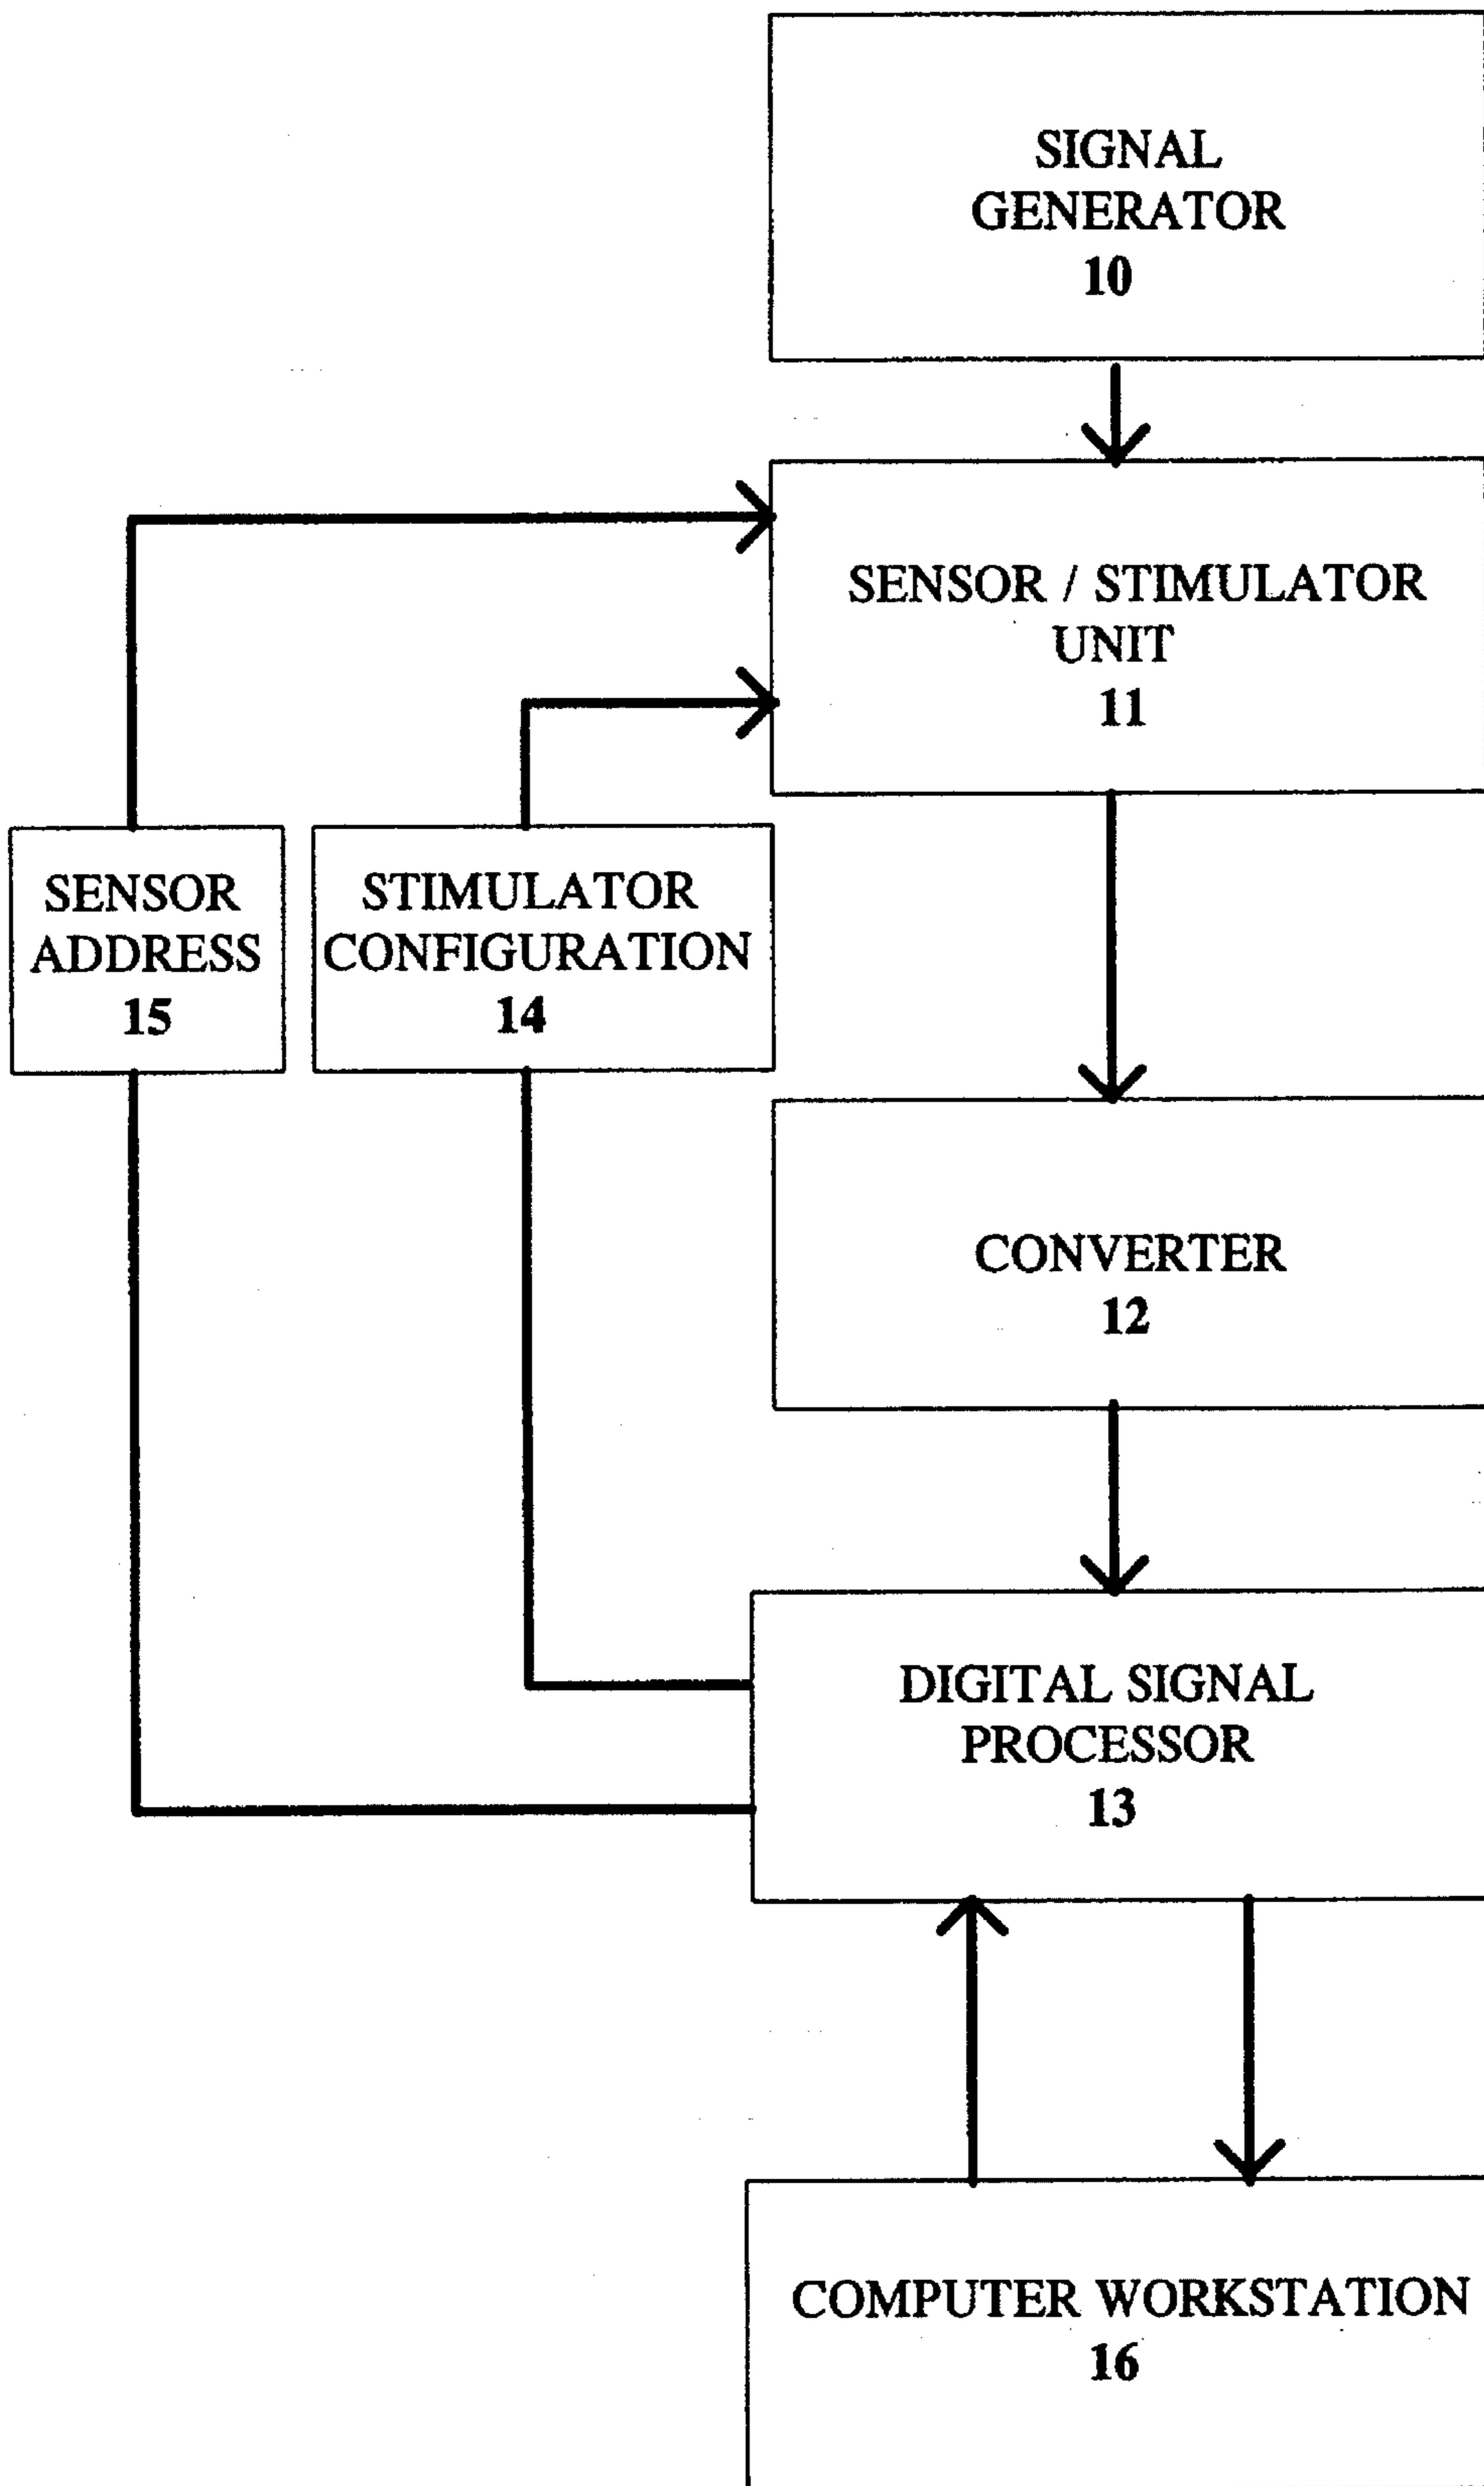 SIGNAL
GENERATOR
10
SENSOR / STIMULATOR
UNIT
11
SENSOR
ADDRESS
15
STIMULATOR
CONFIGURATION
14
CONVERTER
12
DIGITAL SIGNAL
PROCESSOR
13
COMPUTER WORKSTATION
16